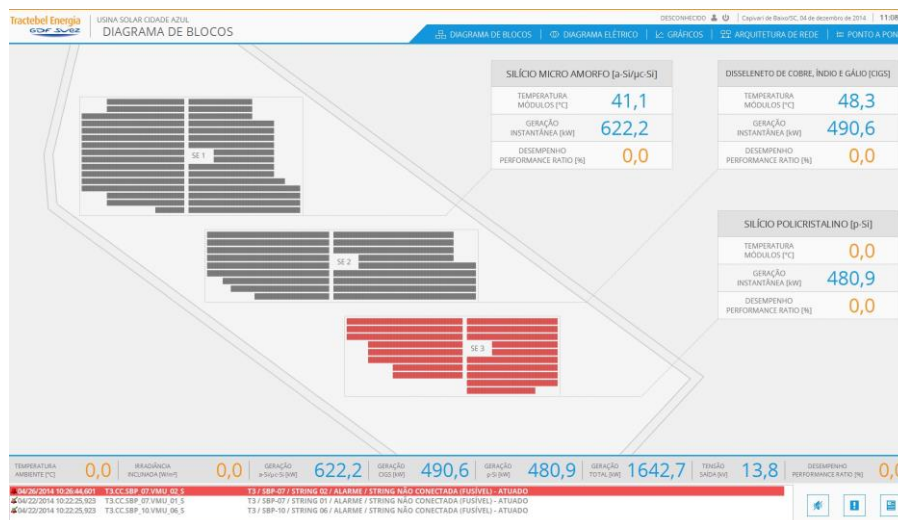 Tractebel Energia
GDF SUEZ
USINA SOLAR CIDADE AZUL
DIAGRAMA DE BLOCOS
DESCONHECIDO
Capivari de Baixo/SC, 04 de dezembro de 2014
11:08
DIAGRAMA DE BLOCOS
DIAGRAMA ELÉTRICO
GRÁFICOS
ARQUITETURA DE REDE
PONTO A PON
SILÍCIO MICRO AMORFO [a-Si/µc-Si]
TEMPERATURA
MÓDULOS [°C]
41,1
GERAÇÃO
INSTANTÂNEA [kW]
622,2
DESEMPENHO
PERFORMANCE RATIO [%]
0,0
DISSELENETO DE COBRE, ÍNDIO E GÁLIO [CIGS]
TEMPERATURA
MÓDULOS [°C]
48,3
GERAÇÃO
INSTANTÂNEA [kW]
490,6
DESEMPENHO
PERFORMANCE RATIO [%]
0,0
SE 1
SE 2
SE 3
SILÍCIO POLICRISTALINO [p-Si]
TEMPERATURA
MÓDULOS [°C]
0,0
GERAÇÃO
INSTANTÂNEA [kW]
480,9
DESEMPENHO
PERFORMANCE RATIO [%]
0,0
TEMPERATURA
AMBIENTE [°C]
0,0
IRRADIÂNCIA
INCLINADA [W/m²]
0,0
GERAÇÃO
a-Si/µc-Si [kW]
622,2
GERAÇÃO
CIGS [kW]
490,6
GERAÇÃO
p-Si [kW]
480,9
GERAÇÃO
TOTAL [kW]
1642,7
TENSÃO
SAÍDA [kV]
13,8
DESEMPENHO
PERFORMANCE RATIO [%]
0,0
04/26/2014 10:26:44,601 T3.CC.SBP_07.VMU_02_S T3 / SBP-07 / STRING 02 / ALARME / STRING NÃO CONECTADA (FUSÍVEL) - ATUADO
04/22/2014 10:22:25,923 T3.CC.SBP_07.VMU_01_S T3 / SBP-07 / STRING 01 / ALARME / STRING NÃO CONECTADA (FUSÍVEL) - ATUADO
04/22/2014 10:22:25,923 T3.CC.SBP_10.VMU_06_S T3 / SBP-10 / STRING 06 / ALARME / STRING NÃO CONECTADA (FUSÍVEL) - ATUADO